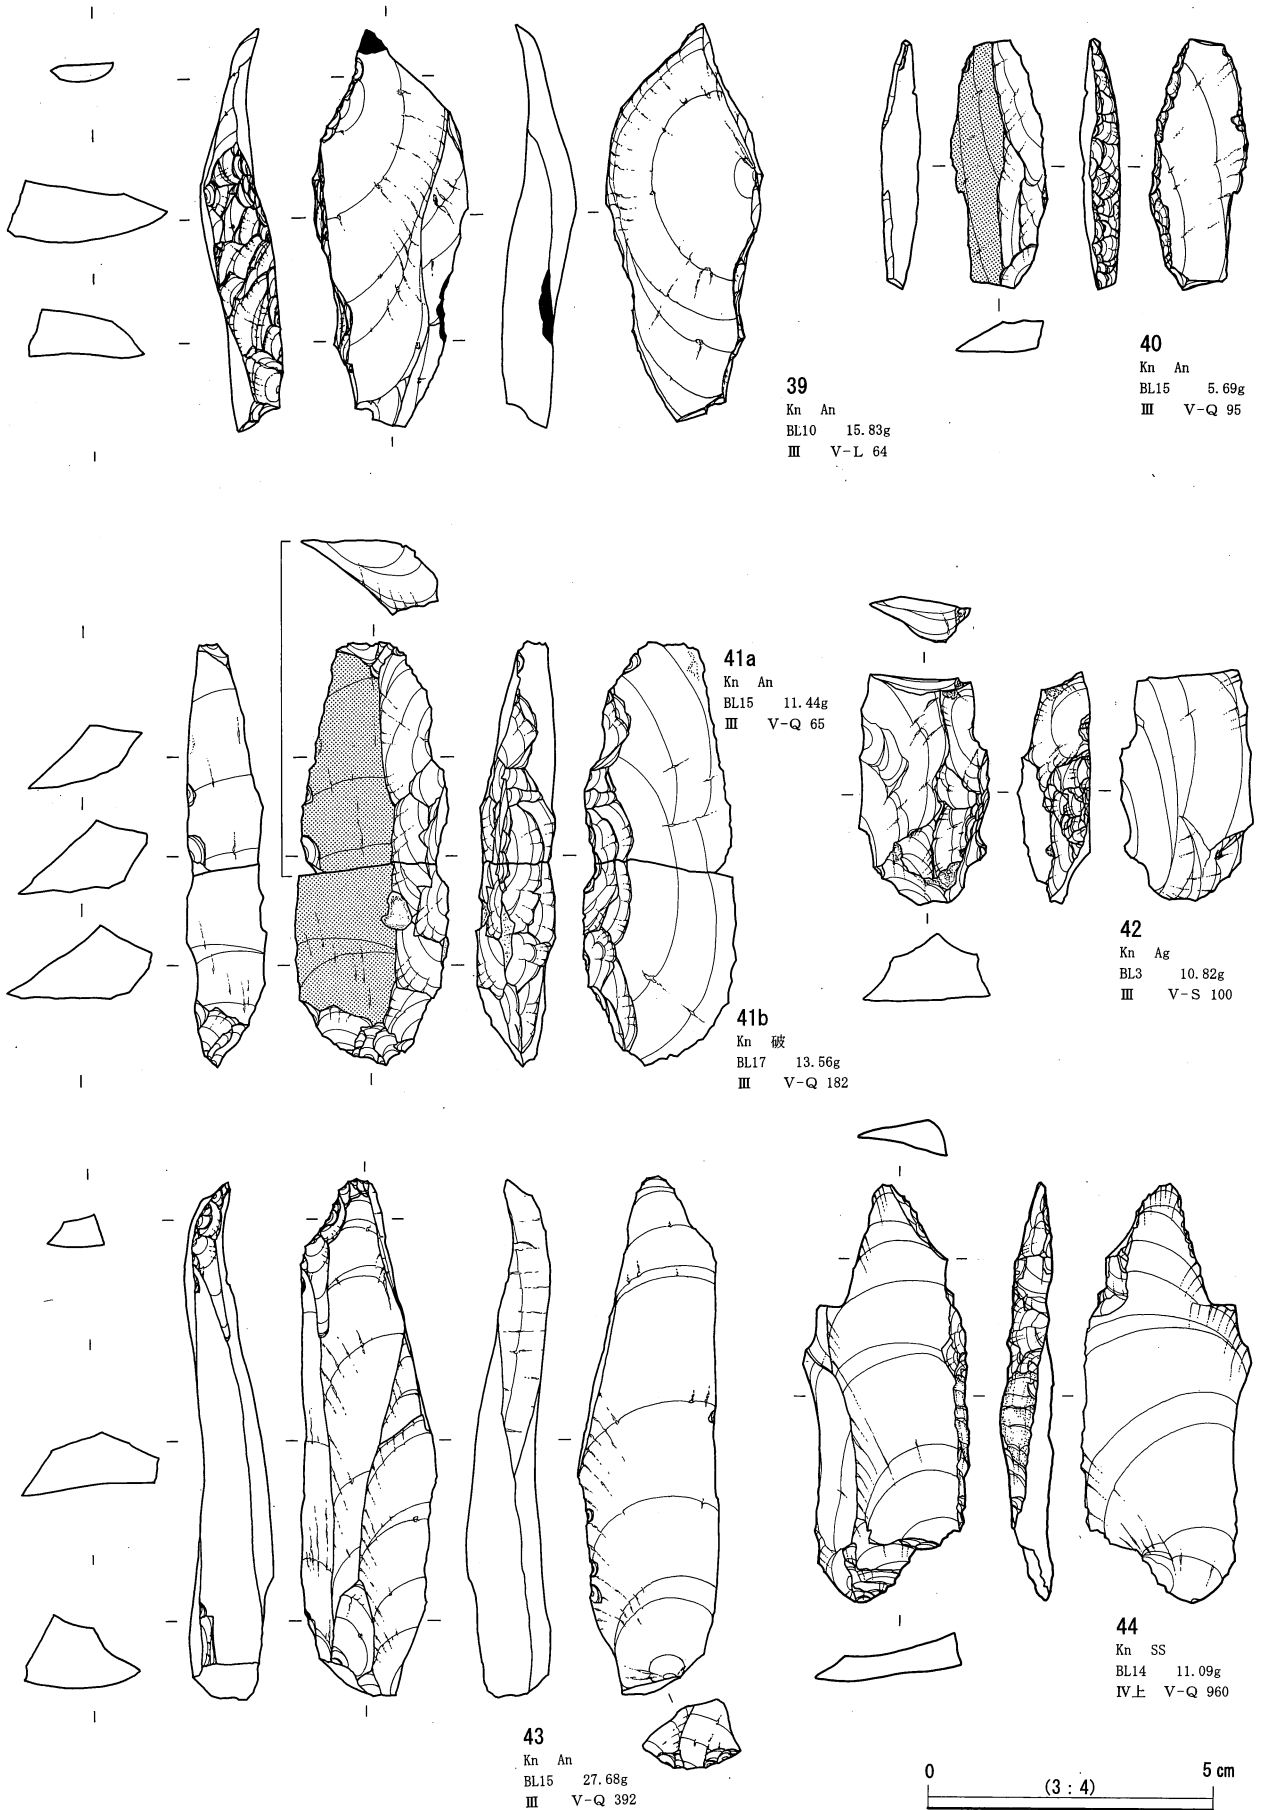 39
Kn An
BL10 15.83g
Ⅲ V-L 64
40
Kn An
BL15 5.69g
Ⅲ V-Q 95
41a
Kn An
BL15 11.44g
Ⅲ V-Q 65
41b
Kn 破
BL17 13.56g
Ⅲ V-Q 182
42
Kn Ag
BL3 10.82g
Ⅲ V-S 100
43
Kn An
BL15 27.68g
Ⅲ V-Q 392
44
Kn SS
BL14 11.09g
Ⅳ上 V-Q 960
0 5 cm
(3 : 4)